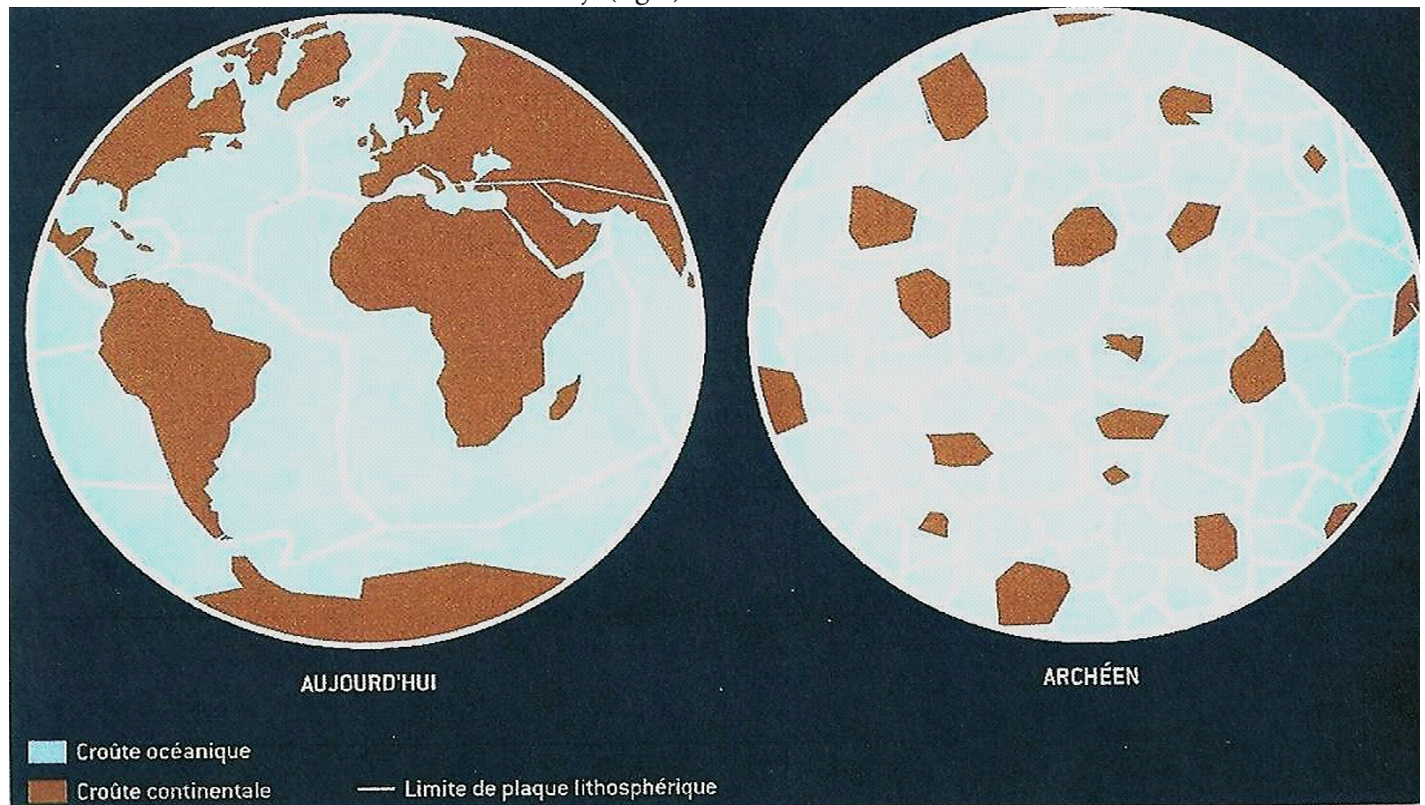 AUJOURD'HUI
ARCHÉEN
Croûte océanique
Croûte continentale
Limite de plaque lithosphérique